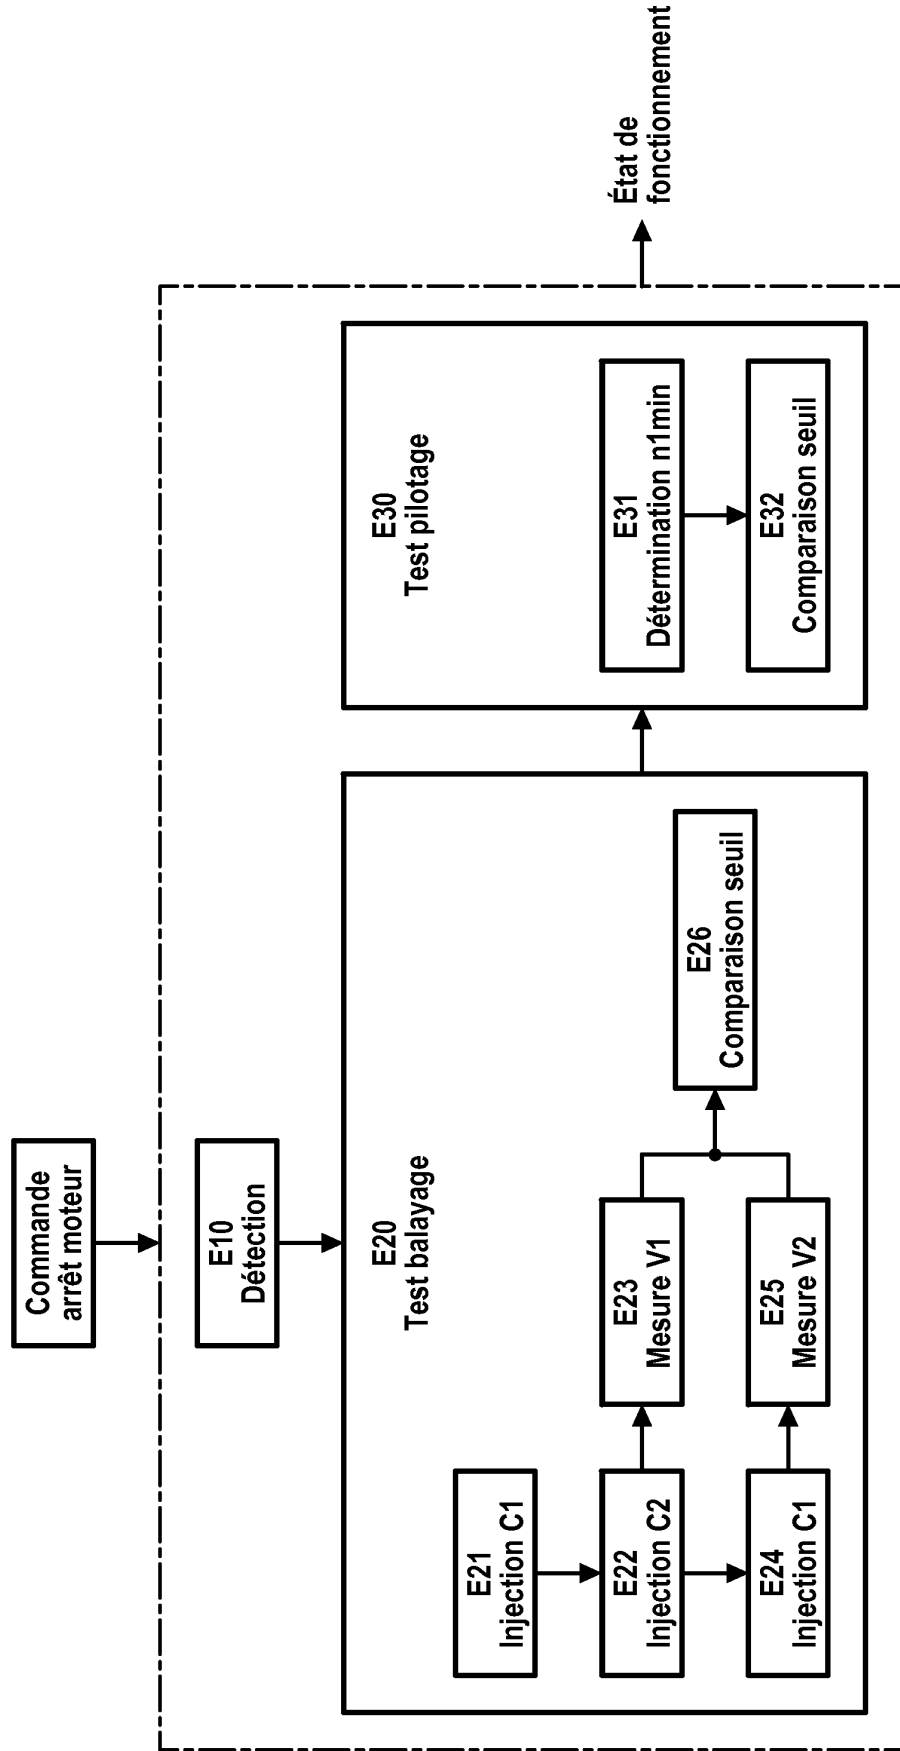 Commande
arrêt moteur
E10
Détection
E20
Test balayage
E21
Injection C1
E22
Injection C2
E23
Mesure V1
E24
Injection C1
E25
Mesure V2
E26
Comparaison seuil
E30
Test pilotage
E31
Détermination n1min
E32
Comparaison seuil
État de
fonctionnement